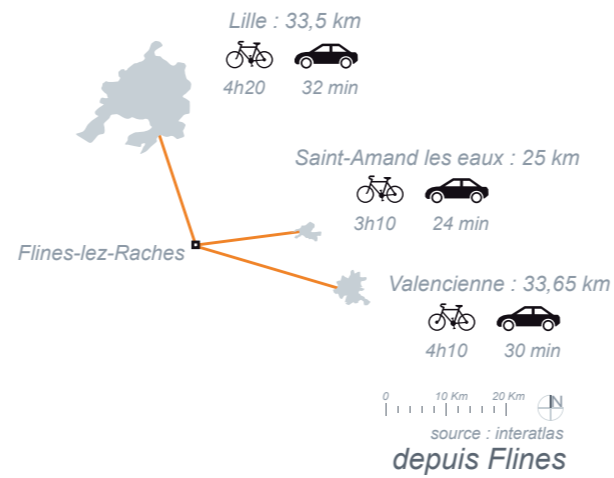 Lille : 33,5 km
4h20 32 min
Saint-Amand les eaux : 25 km
3h10 24 min
Flines-lez-Raches
Valencienne : 33,65 km
4h10 30 min
0 10 Km 20 Km
N
source : interatlas
depuis Flines